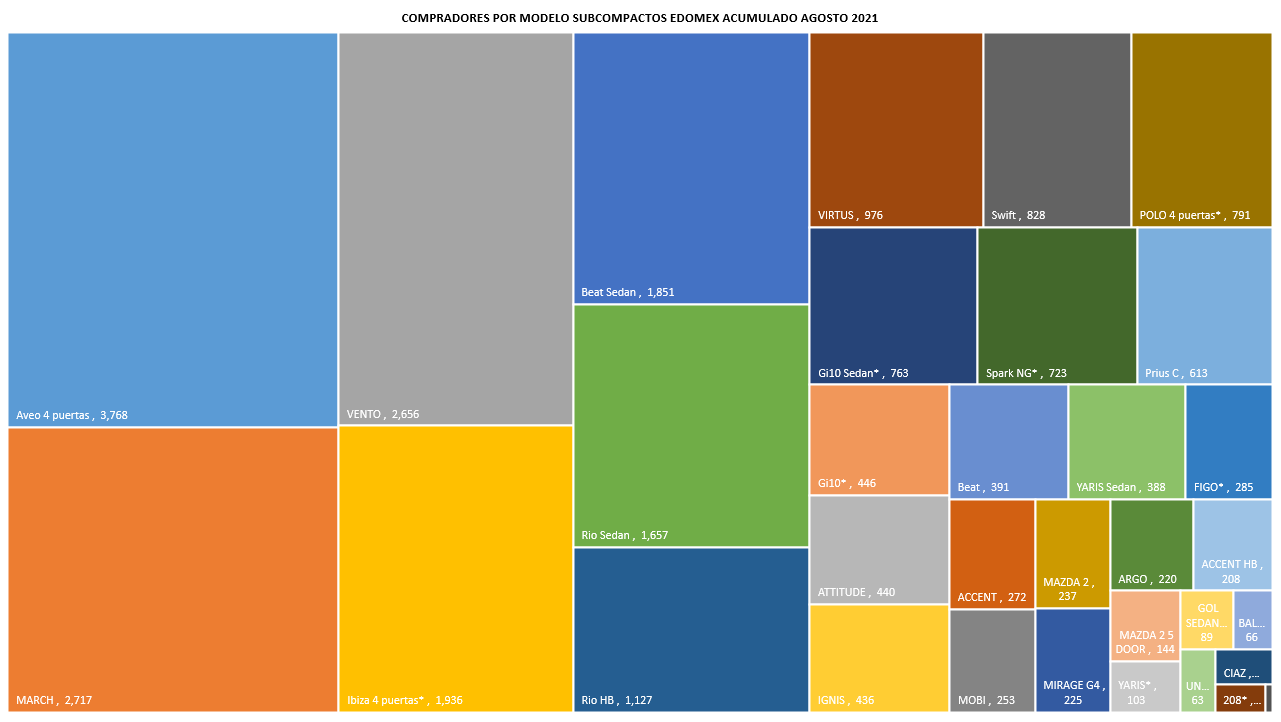 COMPRADORES POR MODELO SUBCOMPACTOS EDOMEX ACUMULADO AGOSTO 2021
Aveo 4 puertas , 3,768
MARCH , 2,717
VENTO , 2,656
Ibiza 4 puertas* , 1,936
Beat Sedan , 1,851
Rio Sedan , 1,657
Rio HB , 1,127
VIRTUS , 976
Swift , 828
POLO 4 puertas* , 791
Gi10 Sedan* , 763
Spark NG* , 723
Prius C , 613
Gi10* , 446
ATTITUDE , 440
IGNIS , 436
Beat , 391
YARIS Sedan , 388
FIGO* , 285
ACCENT , 272
MOBI , 253
MAZDA 2 ,
237
MIRAGE G4 ,
225
ARGO , 220
ACCENT HB ,
208
MAZDA 2 5
DOOR , 144
YARIS* ,
103
GOL
SEDAN...
89
BAL...
66
UN...
63
CIAZ ,...
208* ,...